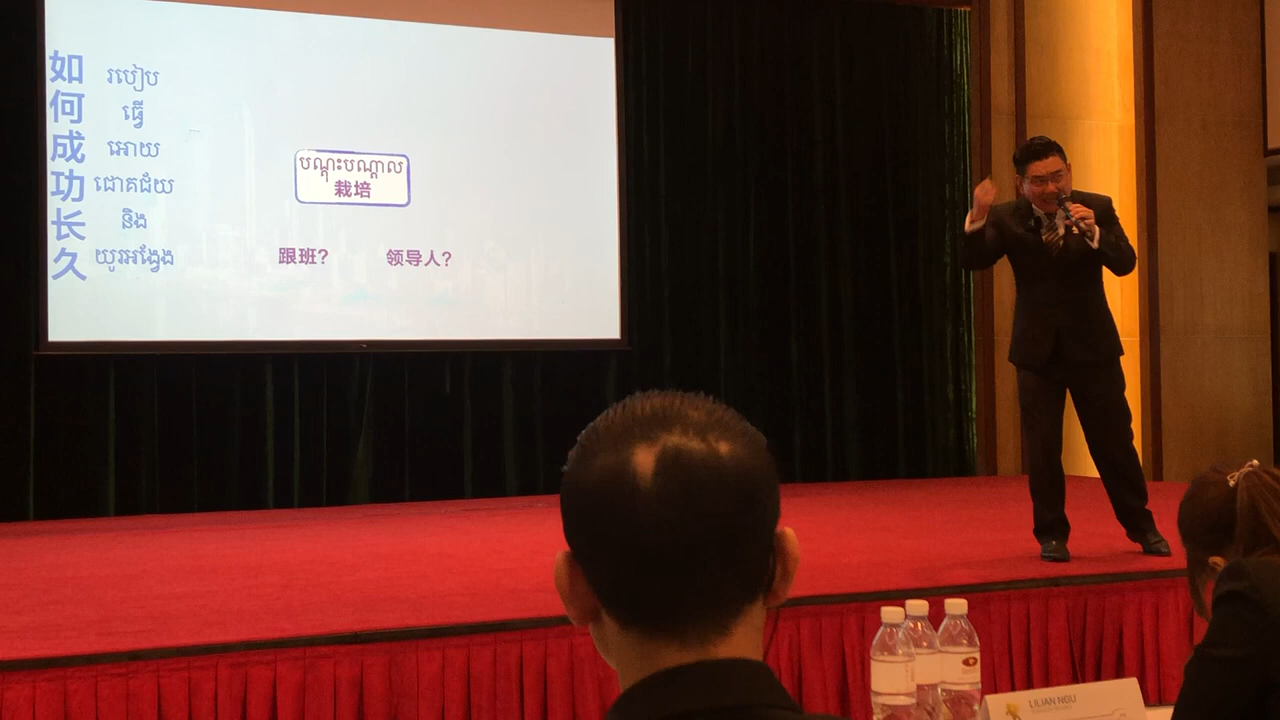 如何成功长久
របៀប
ធ្វើ
អោយ
ជោគជ័យ
និង
យូរអង្វែង
បណ្តុះបណ្តាល
栽培
跟班?
领导人?
LILIAN NGU